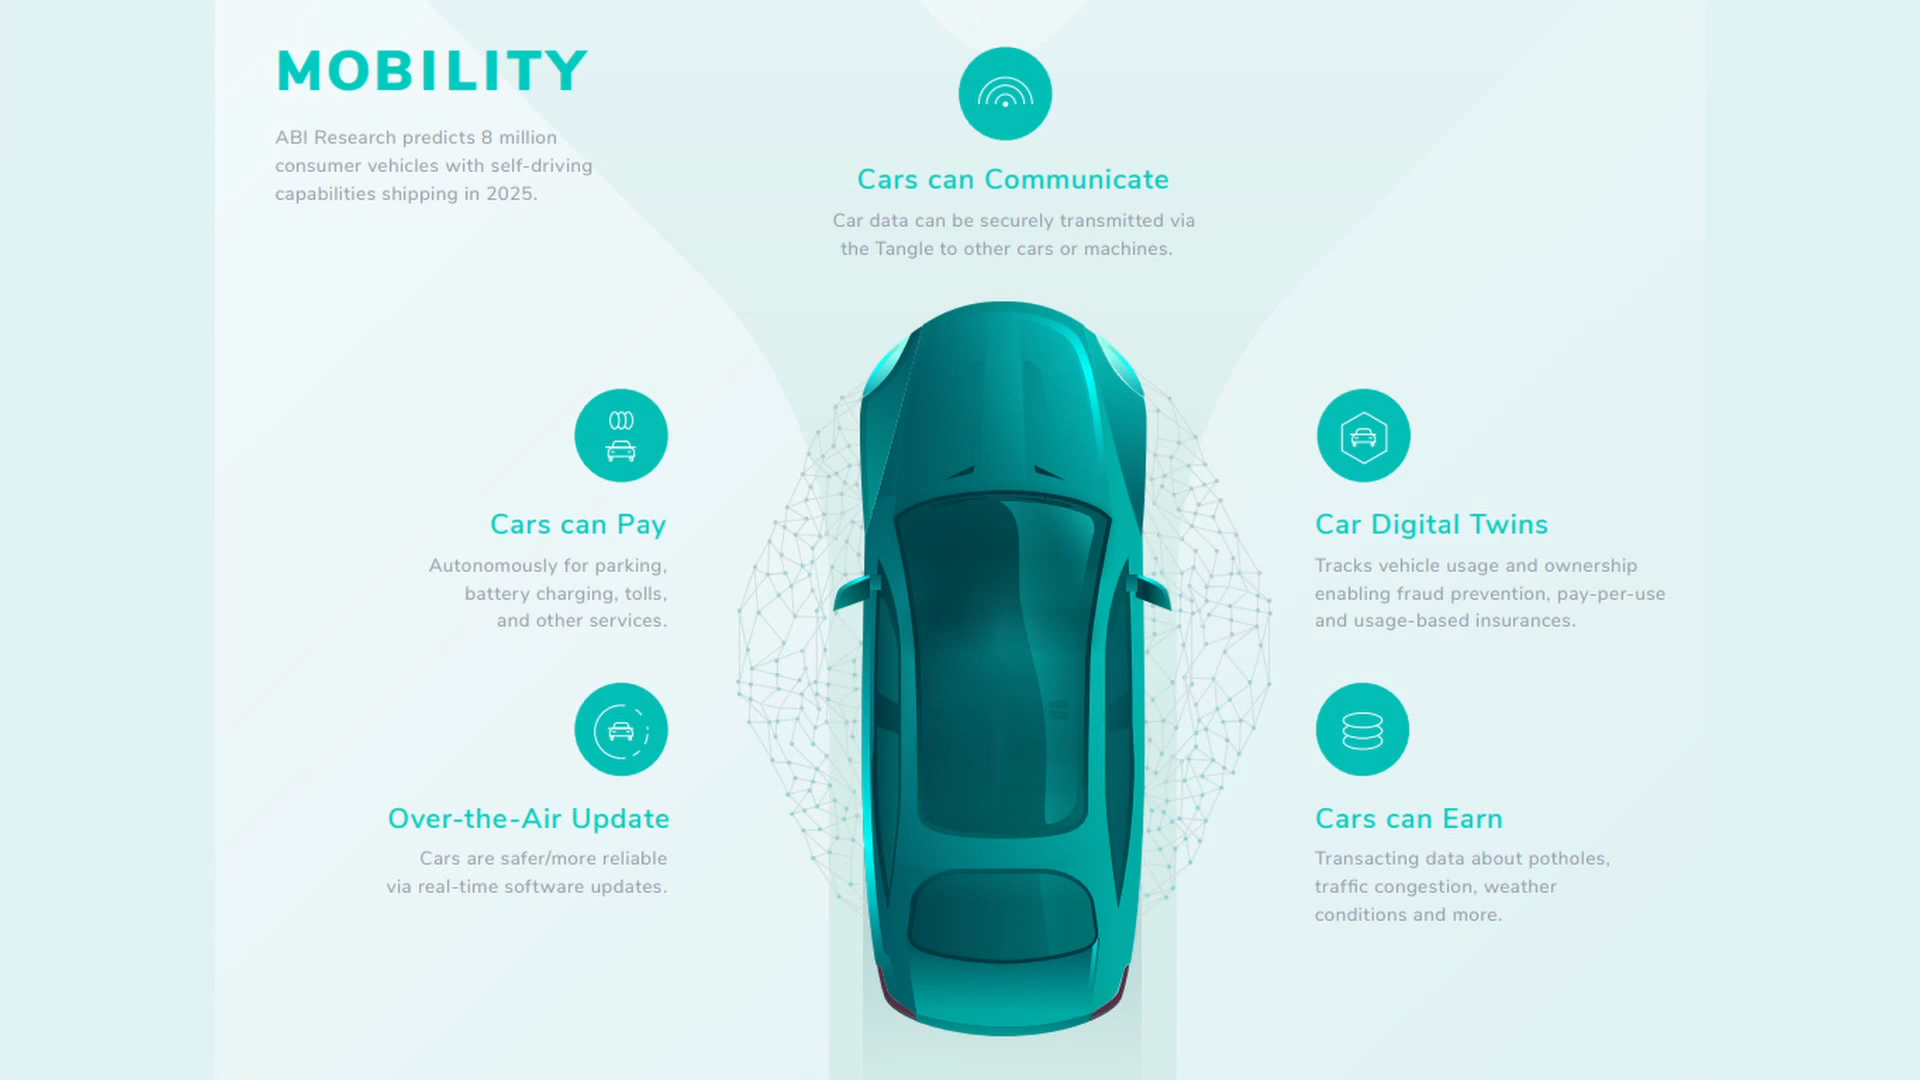 MOBILITY
ABI Research predicts 8 million
consumer vehicles with self-driving
capabilities shipping in 2025.
Cars can Communicate
Car data can be securely transmitted via
the Tangle to other cars or machines.
Cars can Pay
Autonomously for parking,
battery charging, tolls,
and other services.
Car Digital Twins
Tracks vehicle usage and ownership
enabling fraud prevention, pay-per-use
and usage-based insurances.
Over-the-Air Update
Cars are safer/more reliable
via real-time software updates.
Cars can Earn
Transacting data about potholes,
traffic congestion, weather
conditions and more.